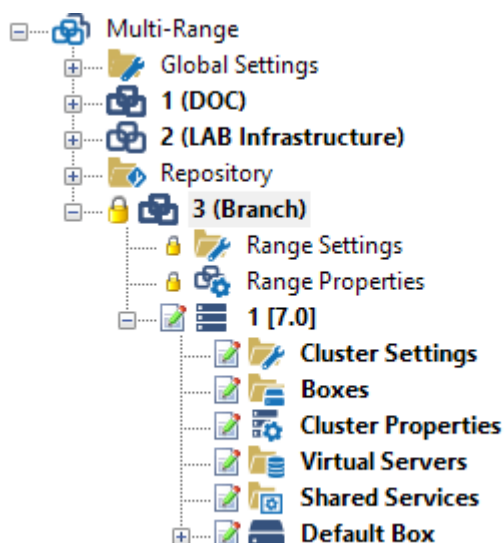 Multi-Range
Global Settings
1 (DOC)
2 (LAB Infrastructure)
Repository
3 (Branch)
Range Settings
Range Properties
1 [7.0]
Cluster Settings
Boxes
Cluster Properties
Virtual Servers
Shared Services
Default Box